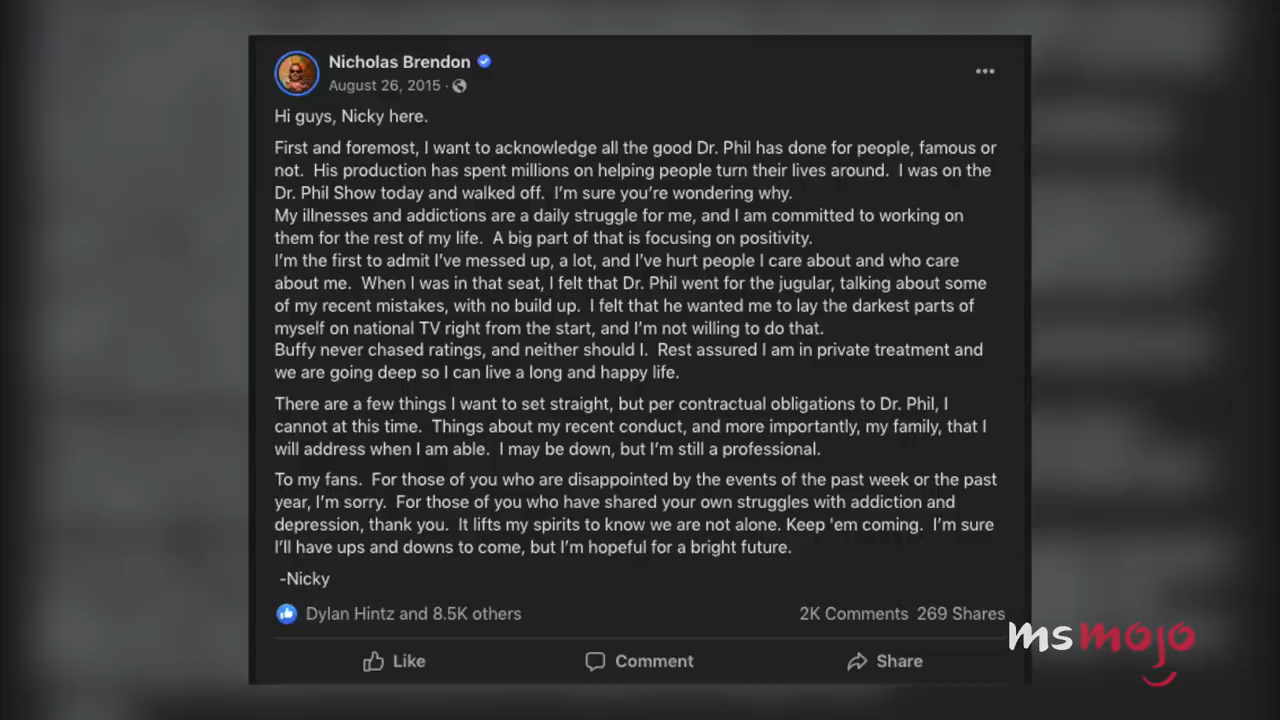 Nicholas Brendon
August 26, 2015 ·
Hi guys, Nicky here.
First and foremost, I want to acknowledge all the good Dr. Phil has done for people, famous or
not.  His production has spent millions on helping people turn their lives around.  I was on the
Dr. Phil Show today and walked off.  I'm sure you're wondering why.
My illnesses and addictions are a daily struggle for me, and I am committed to working on
them for the rest of my life.  A big part of that is focusing on positivity.
I'm the first to admit I've messed up, a lot, and I've hurt people I care about and who care
about me.  When I was in that seat, I felt that Dr. Phil went for the jugular, talking about some
of my recent mistakes, with no build up.  I felt that he wanted me to lay the darkest parts of
myself on national TV right from the start, and I'm not willing to do that.
Buffy never chased ratings, and neither should I.  Rest assured I am in private treatment and
we are going deep so I can live a long and happy life.
There are a few things I want to set straight, but per contractual obligations to Dr. Phil, I
cannot at this time.  Things about my recent conduct, and more importantly, my family, that I
will address when I am able.  I may be down, but I'm still a professional.
To my fans.  For those of you who are disappointed by the events of the past week or the past
year, I'm sorry.  For those of you who have shared your own struggles with addiction and
depression, thank you.  It lifts my spirits to know we are not alone. Keep 'em coming.  I'm sure
I'll have ups and downs to come, but I'm hopeful for a bright future.
-Nicky
Dylan Hintz and 8.5K others
2K Comments 269 Shares
Like
Comment
Share
msmojo